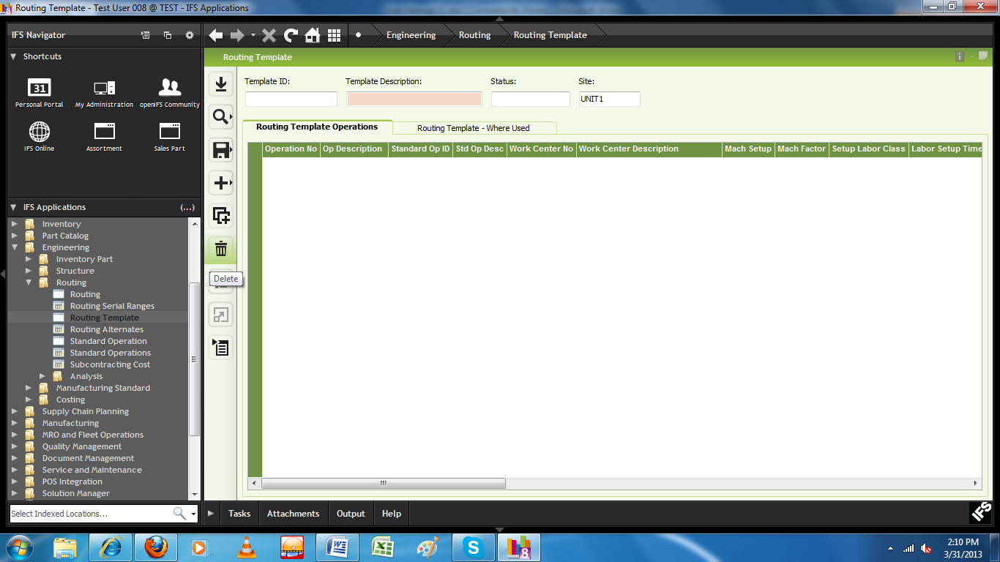 Routing Template - Test User 008 @ TEST - IFS Applications
IFS Navigator
Engineering
Routing
Routing Template
Shortcuts
31
Personal Portal
My Administration
openIFS Community
IFS Online
Assortment
Sales Part
IFS Applications
(...)
Inventory
Part Catalog
Engineering
Inventory Part
Structure
Routing
Routing
Routing Serial Ranges
Routing Template
Routing Alternates
Standard Operation
Standard Operations
Subcontracting Cost
Analysis
Manufacturing Standard
Costing
Supply Chain Planning
Manufacturing
MRO and Fleet Operations
Quality Management
Document Management
Service and Maintenance
POS Integration
Solution Manager
Select Indexed Locations...
Routing Template
Template ID:
Template Description:
Status:
Site:
UNIT1
Routing Template Operations
Routing Template - Where Used
Operation No
Op Description
Standard Op ID
Std Op Desc
Work Center No
Work Center Description
Mach Setup
Mach Factor
Setup Labor Class
Labor Setup Time
Delete
Tasks
Attachments
Output
Help
IFS
8
2:10 PM
3/31/2013